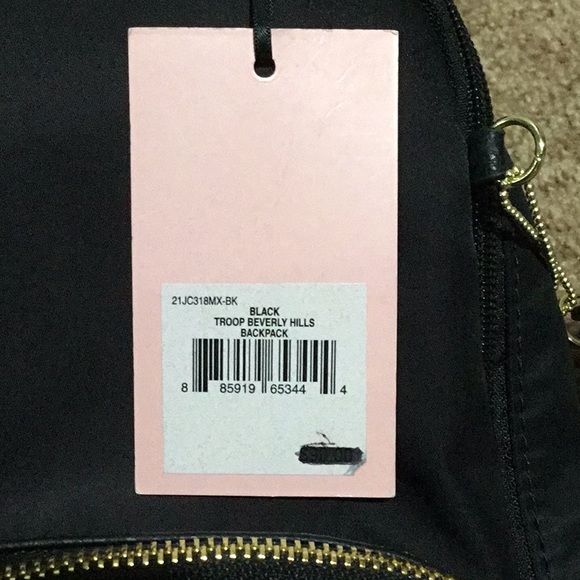 21JC318MX-BK
BLACK
TROOP BEVERLY HILLS
BACKPACK
8 85919 65344 4